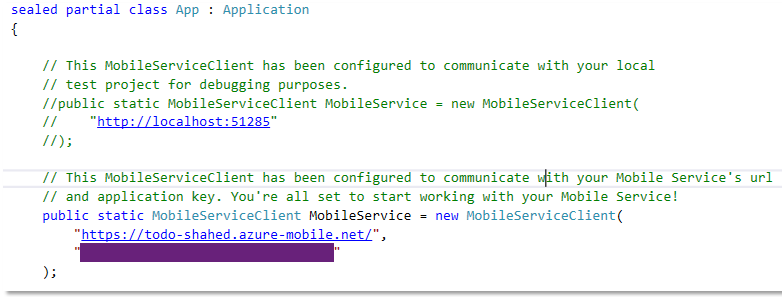 sealed partial class App : Application
{
// This MobileServiceClient has been configured to communicate with your local
// test project for debugging purposes.
//public static MobileServiceClient MobileService = new MobileServiceClient(
//    "http://localhost:51285"
//);
// This MobileServiceClient has been configured to communicate with your Mobile Service's url
// and application key. You're all set to start working with your Mobile Service!
public static MobileServiceClient MobileService = new MobileServiceClient(
"https://todo-shahed.azure-mobile.net/",
" "
);